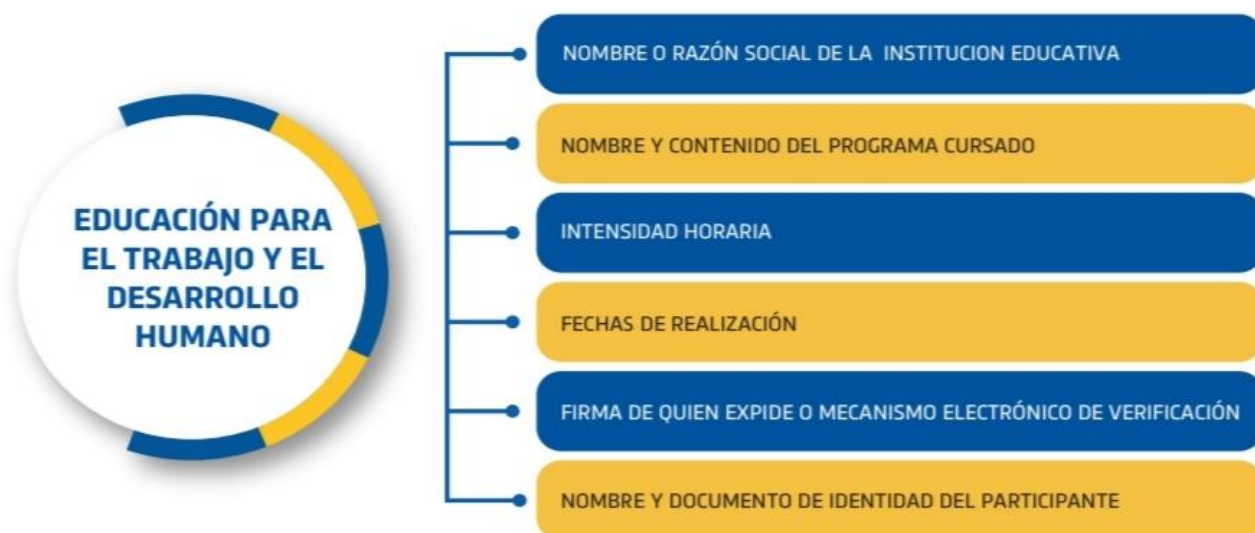 EDUCACIÓN PARA
EL TRABAJO Y EL
DESARROLLO
HUMANO
NOMBRE O RAZÓN SOCIAL DE LA INSTITUCION EDUCATIVA
NOMBRE Y CONTENIDO DEL PROGRAMA CURSADO
INTENSIDAD HORARIA
FECHAS DE REALIZACIÓN
FIRMA DE QUIEN EXPIDE O MECANISMO ELECTRÓNICO DE VERIFICACIÓN
NOMBRE Y DOCUMENTO DE IDENTIDAD DEL PARTICIPANTE